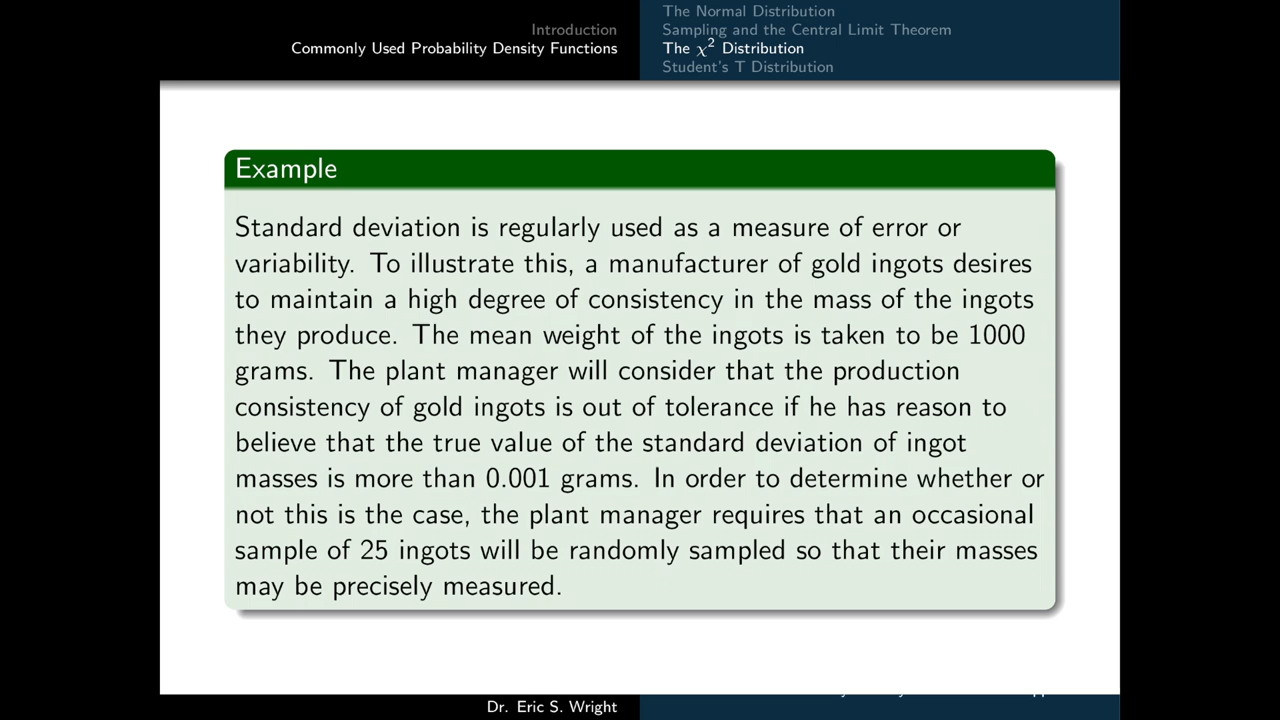 Introduction
Commonly Used Probability Density Functions
The Normal Distribution
Sampling and the Central Limit Theorem
The χ² Distribution
Student's T Distribution
Example
Standard deviation is regularly used as a measure of error or
variability. To illustrate this, a manufacturer of gold ingots desires
to maintain a high degree of consistency in the mass of the ingots
they produce. The mean weight of the ingots is taken to be 1000
grams. The plant manager will consider that the production
consistency of gold ingots is out of tolerance if he has reason to
believe that the true value of the standard deviation of ingot
masses is more than 0.001 grams. In order to determine whether or
not this is the case, the plant manager requires that an occasional
sample of 25 ingots will be randomly sampled so that their masses
may be precisely measured.
Dr. Eric S. Wright